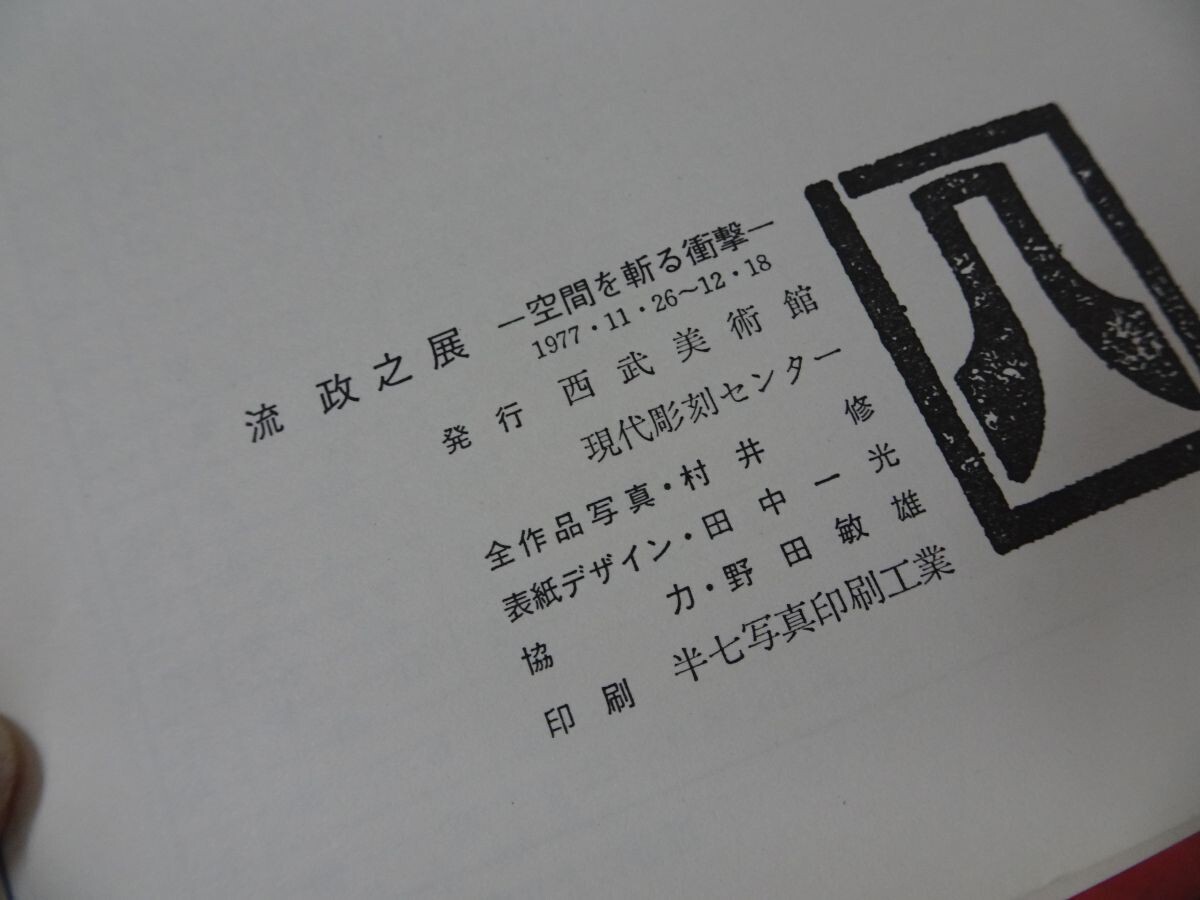 流 政之展 —空間を斬る衝撃—
1977・11・26〜12・18
発行 西武美術館
現代彫刻センター
全作品写真・村井 修
表紙デザイン・田中一光
協 力・野田敏雄
印刷 半七写真印刷工業